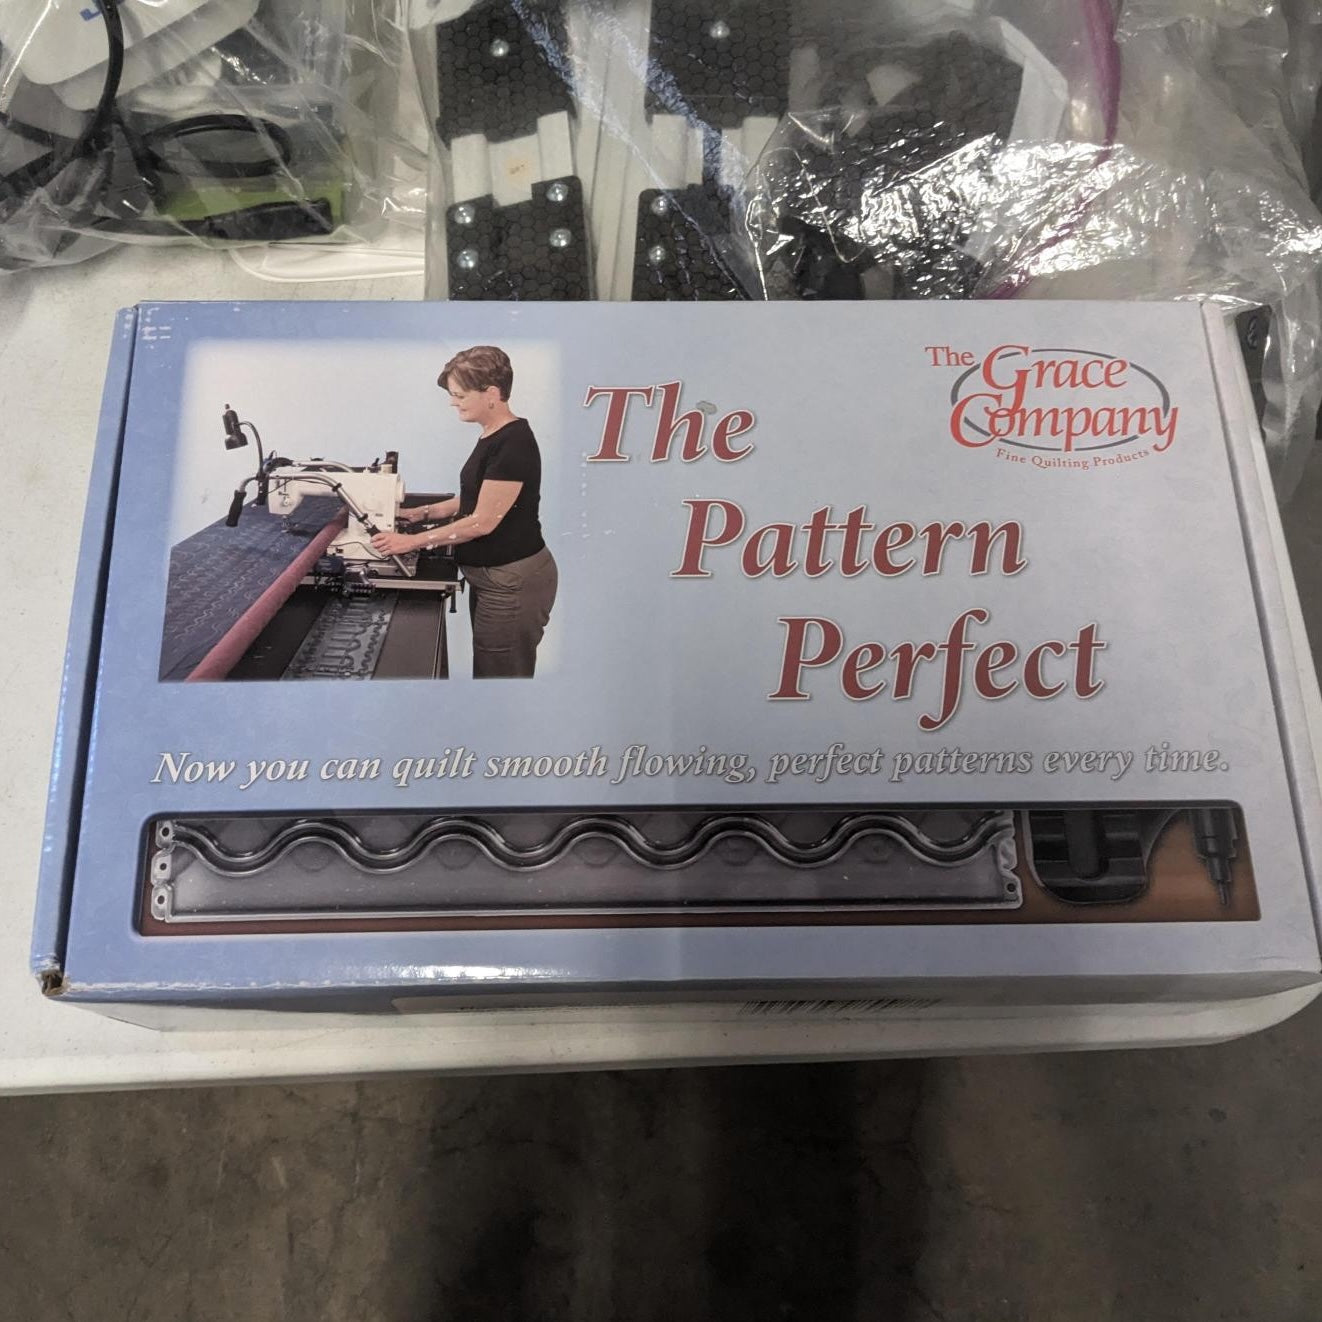 The
Grace
Company
Fine Quilting Products
The
Pattern
Perfect
Now you can quilt smooth flowing, perfect patterns every time.